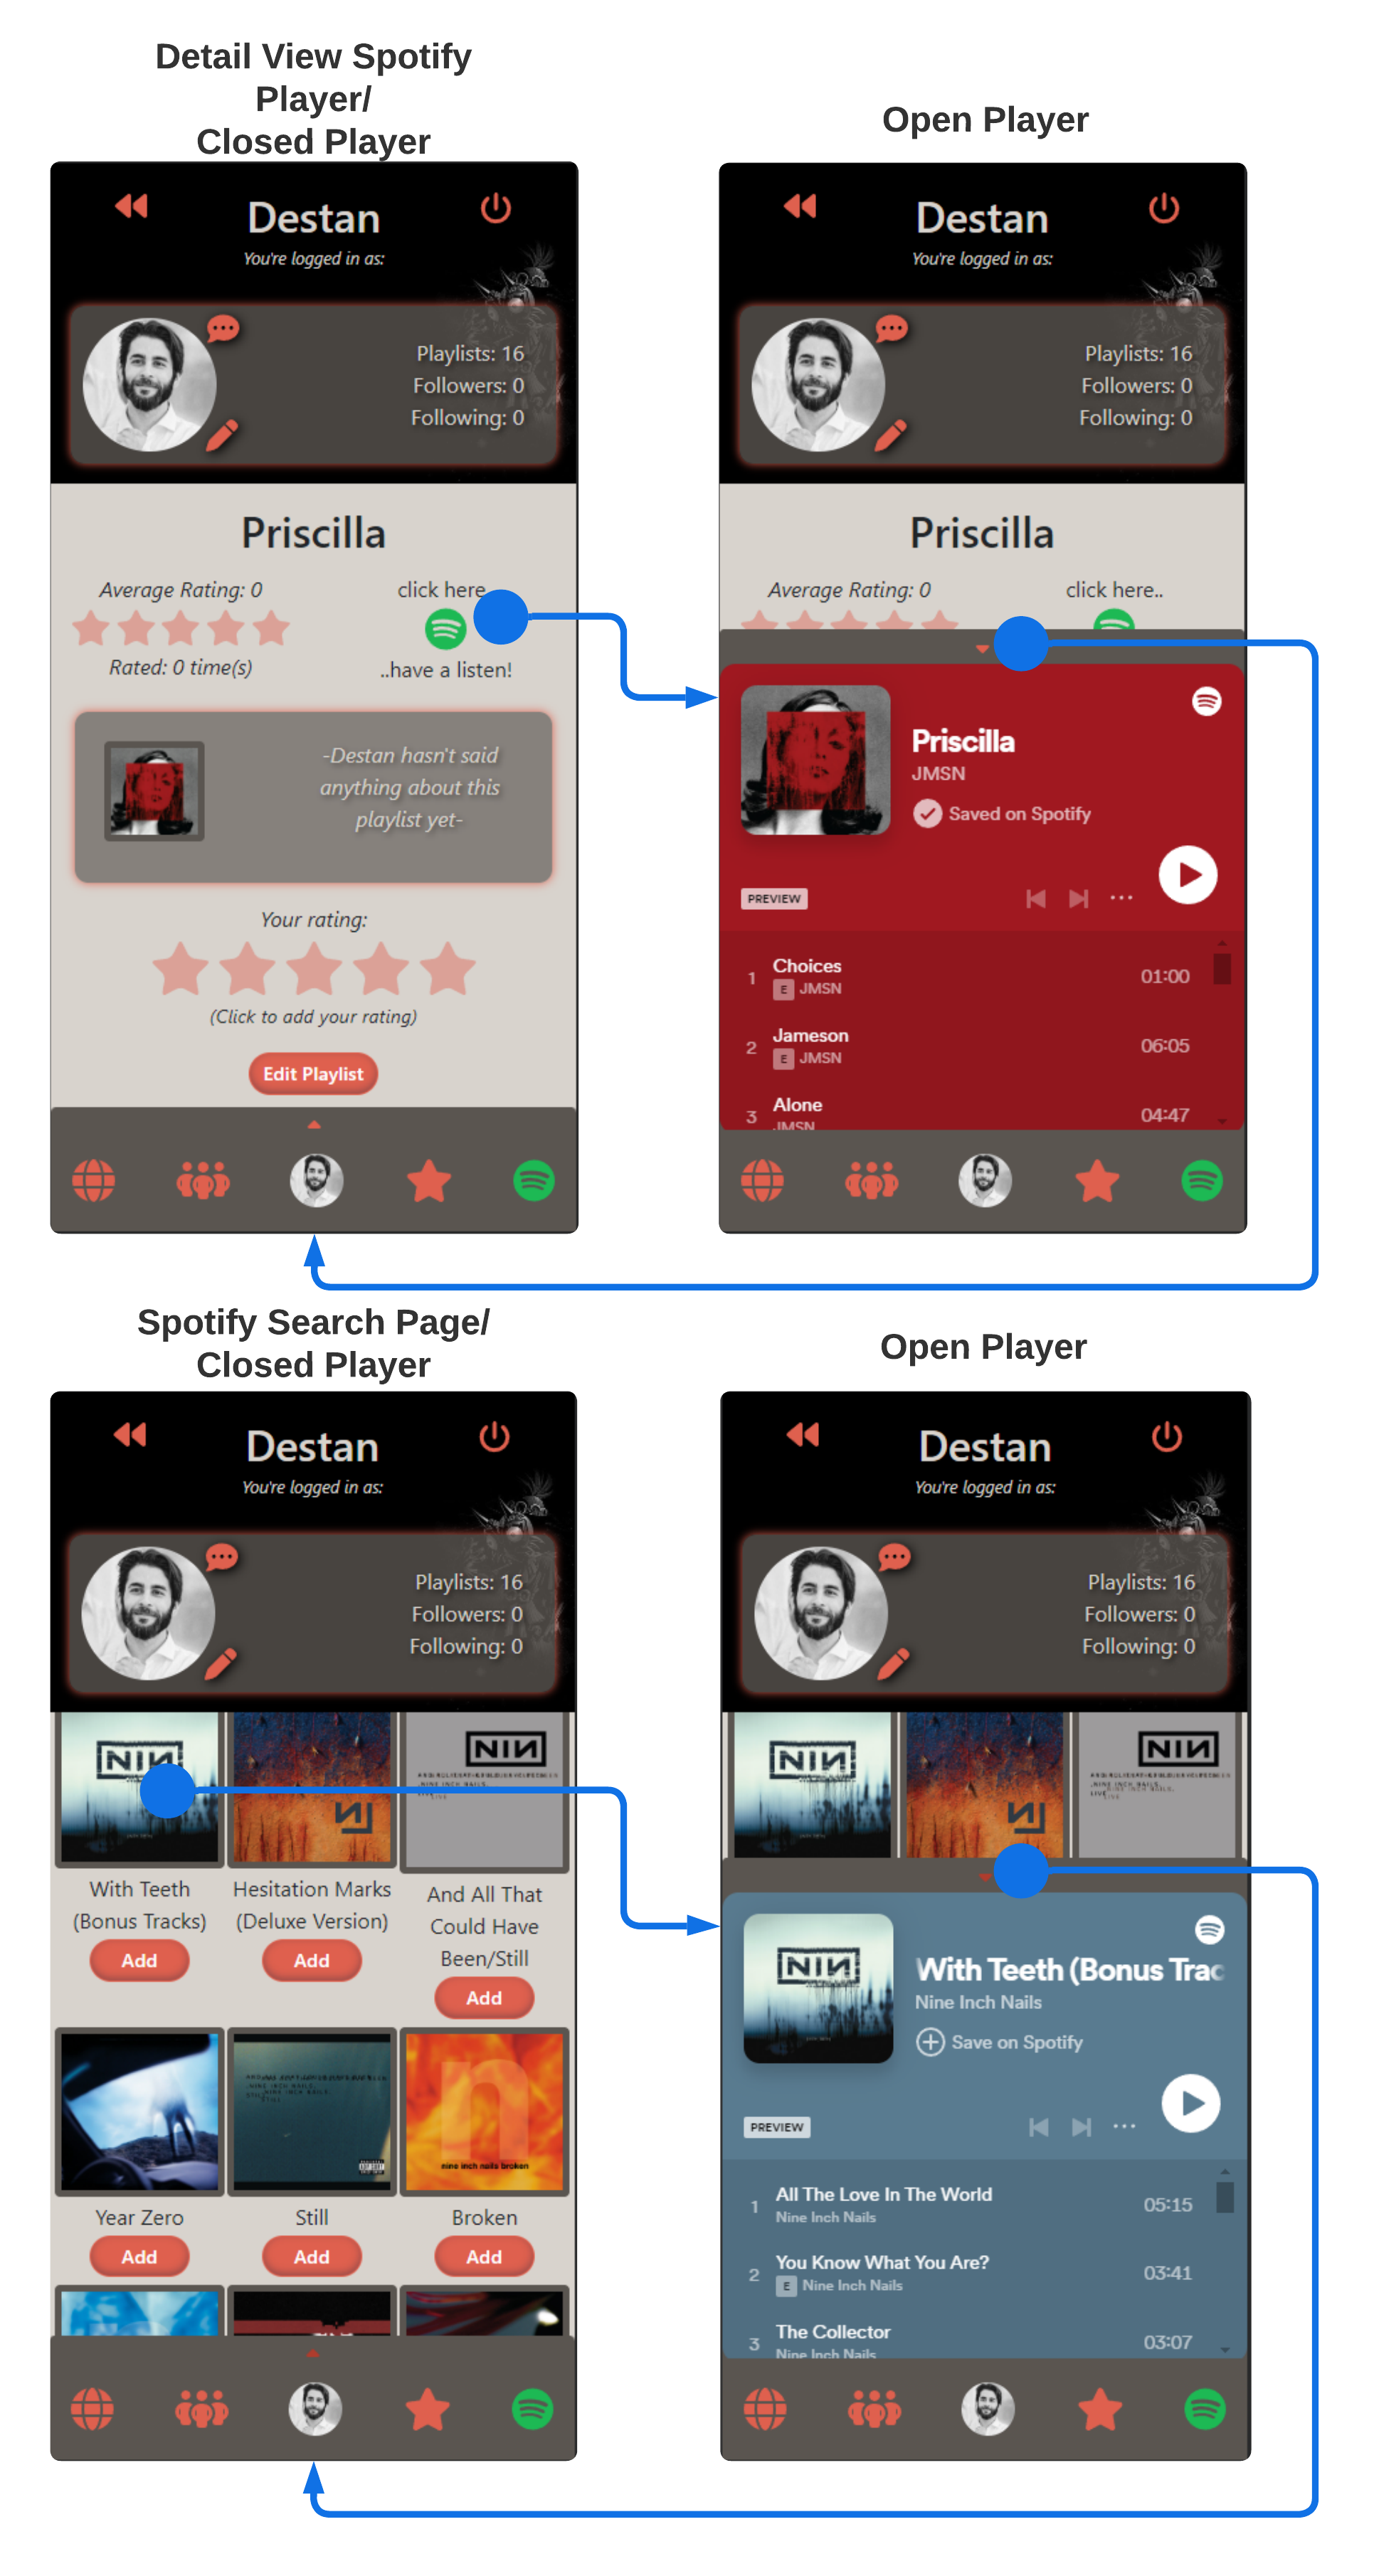 Detail View Spotify
Player/
Closed Player
Destan
You're logged in as:
Playlists: 16
Followers: 0
Following: 0
Priscilla
Average Rating: 0
Rated: 0 time(s)
click here
..have a listen!
-Destan hasn't said
anything about this
playlist yet-
Your rating:
(Click to add your rating)
Edit Playlist
Open Player
Destan
You're logged in as:
Playlists: 16
Followers: 0
Following: 0
Priscilla
Average Rating: 0
click here..
Priscilla
JMSN
Saved on Spotify
PREVIEW
1 Choices 01:00
E JMSN
2 Jameson 06:05
E JMSN
3 Alone 04:47
JMSN
Spotify Search Page/
Closed Player
Destan
You're logged in as:
Playlists: 16
Followers: 0
Following: 0
NIN
NIN
With Teeth
(Bonus Tracks)
Add
Hesitation Marks
(Deluxe Version)
Add
And All That
Could Have
Been/Still
Add
n
nine inch nails broken
Year Zero
Add
Still
Add
Broken
Add
Open Player
Destan
You're logged in as:
Playlists: 16
Followers: 0
Following: 0
NIN
NIN
NIN
With Teeth (Bonus Trac
Nine Inch Nails
Save on Spotify
PREVIEW
1 All The Love In The World 05:15
Nine Inch Nails
2 You Know What You Are? 03:41
E Nine Inch Nails
3 The Collector 03:07
Nine Inch Nails